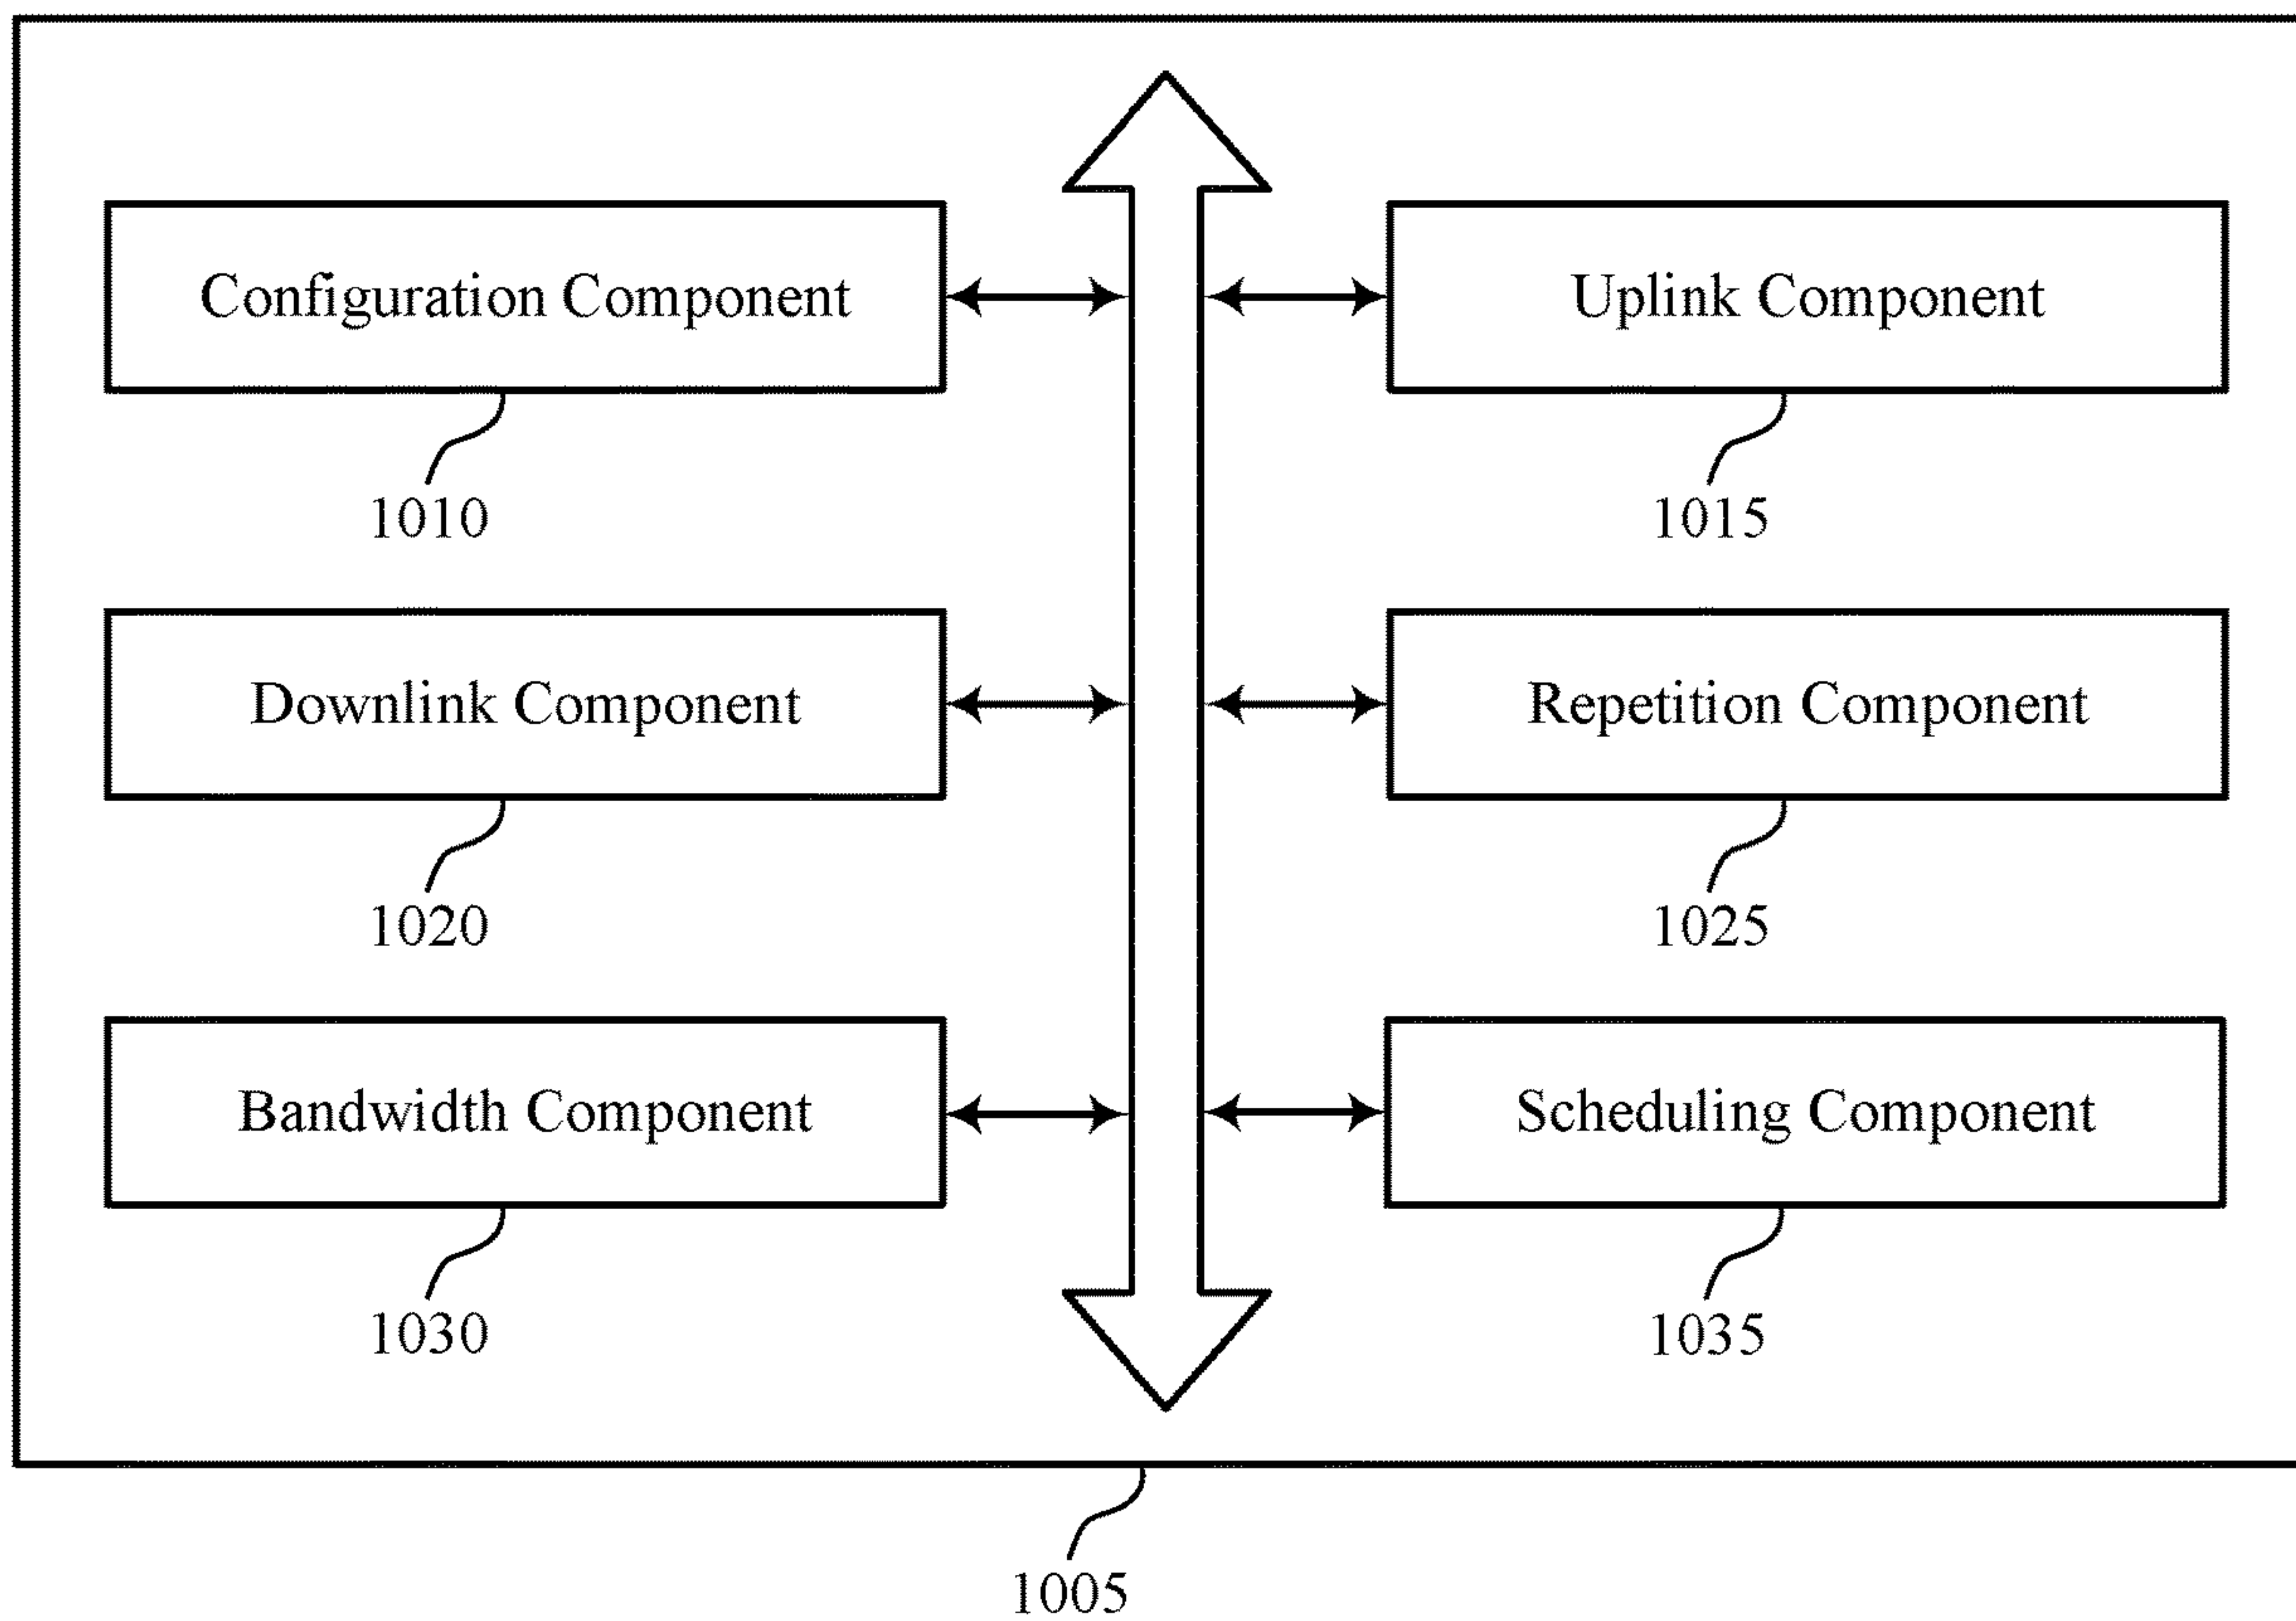 Configuration Component
Uplink Component
1010
1015
Downlink Component
Repetition Component
1020
1025
Bandwidth Component
Scheduling Component
1030
1035
1005